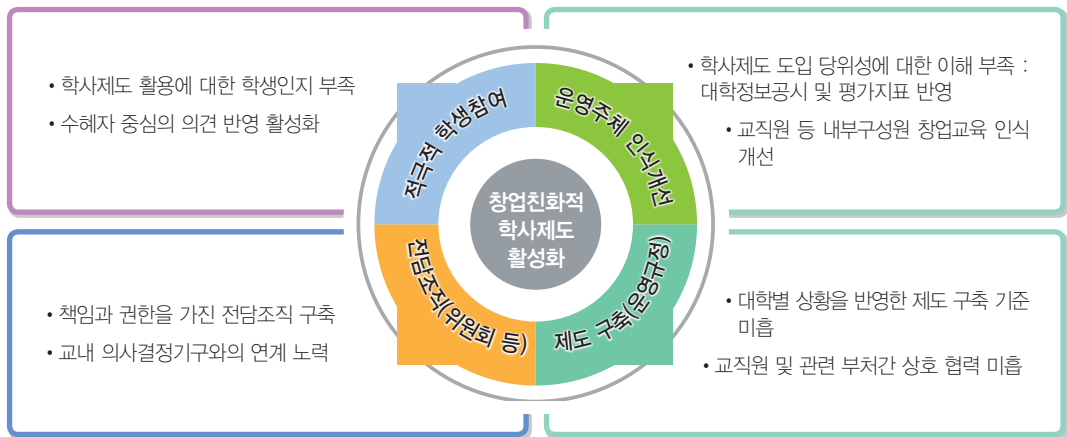 • 학사제도 활용에 대한 학생인지 부족
• 수혜자 중심의 의견 반영 활성화
• 학사제도 도입 당위성에 대한 이해 부족 :
대학정보공시 및 평가지표 반영
• 교직원 등 내부구성원 창업교육 인식
개선
적극적 학생참여
운영주체 인식개선
창업친화적
학사제도
활성화
전담조직(위원회 등)
제도 구축(운영규정)
• 책임과 권한을 가진 전담조직 구축
• 교내 의사결정기구와의 연계 노력
• 대학별 상황을 반영한 제도 구축 기준
미흡
• 교직원 및 관련 부처간 상호 협력 미흡